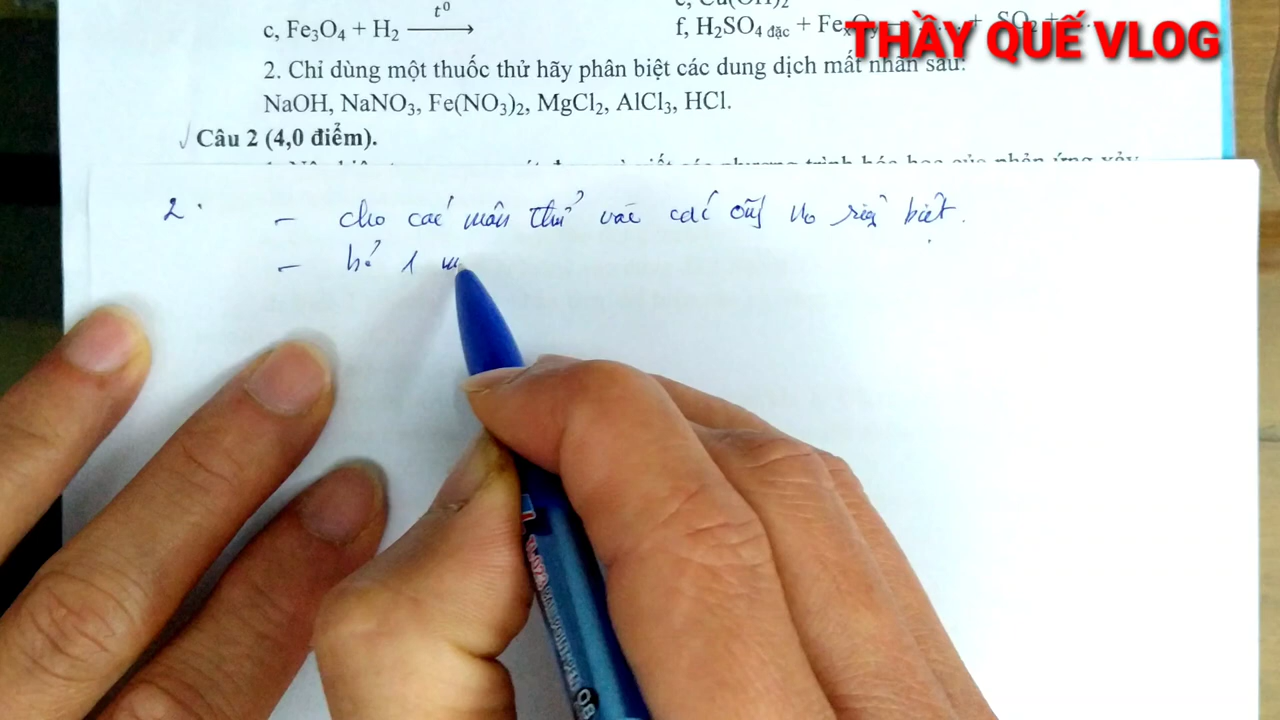 c, Fe₃O₄ + H₂ —t⁰→
f, H₂SO₄ đặc + FeₓOᵧ → + SO₂ +
THẦY QUẾ VLOG
2. Chỉ dùng một thuốc thử hãy phân biệt các dung dịch mất nhãn sau:
NaOH, NaNO₃, Fe(NO₃)₂, MgCl₂, AlCl₃, HCl.
Câu 2 (4,0 điểm).
2. - cho các mẫu thử vào các ống no riêng biệt.
- 1